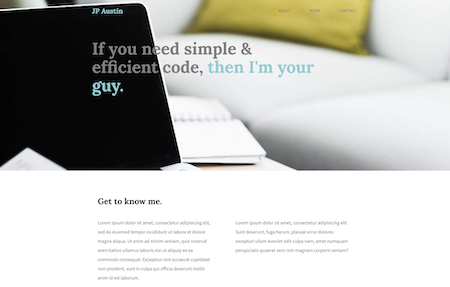 JP Austin
ABOUT WORK CONTACT
If you need simple &
efficient code, then I'm your
guy.
Get to know me.
Lorem ipsum dolor sit amet, consectetur adipiscing elit,
sed do eiusmod tempor incididunt ut labore et dolore
magna aliqua. Ut enim ad minim veniam, quis nostrud
exercitation ullamco laboris nisi ut aliquip ex ea
commodo consequat. Excepteur sint occaecat cupidatat
non proident, sunt in culpa qui officia deserunt mollit
anim id est laborum.
Lorem ipsum dolor sit amet, consectetur adipisicing elit.
Sunt deserunt, fuga harum, placeat error dolores
excepturi ullam eveniet odit cumque nam, numquam
perspiciatis quaerat vero rem magnam corporis veniam?